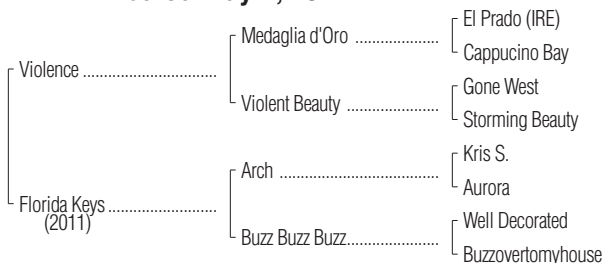 El Prado (IRE)
Medaglia d'Oro ....................
Cappucino Bay
Violence ................................
Gone West
Violent Beauty ......................
Storming Beauty
Kris S.
Arch ......................................
Aurora
Florida Keys ..........................
(2011)
Well Decorated
Buzz Buzz Buzz......................
Buzzovertomyhouse